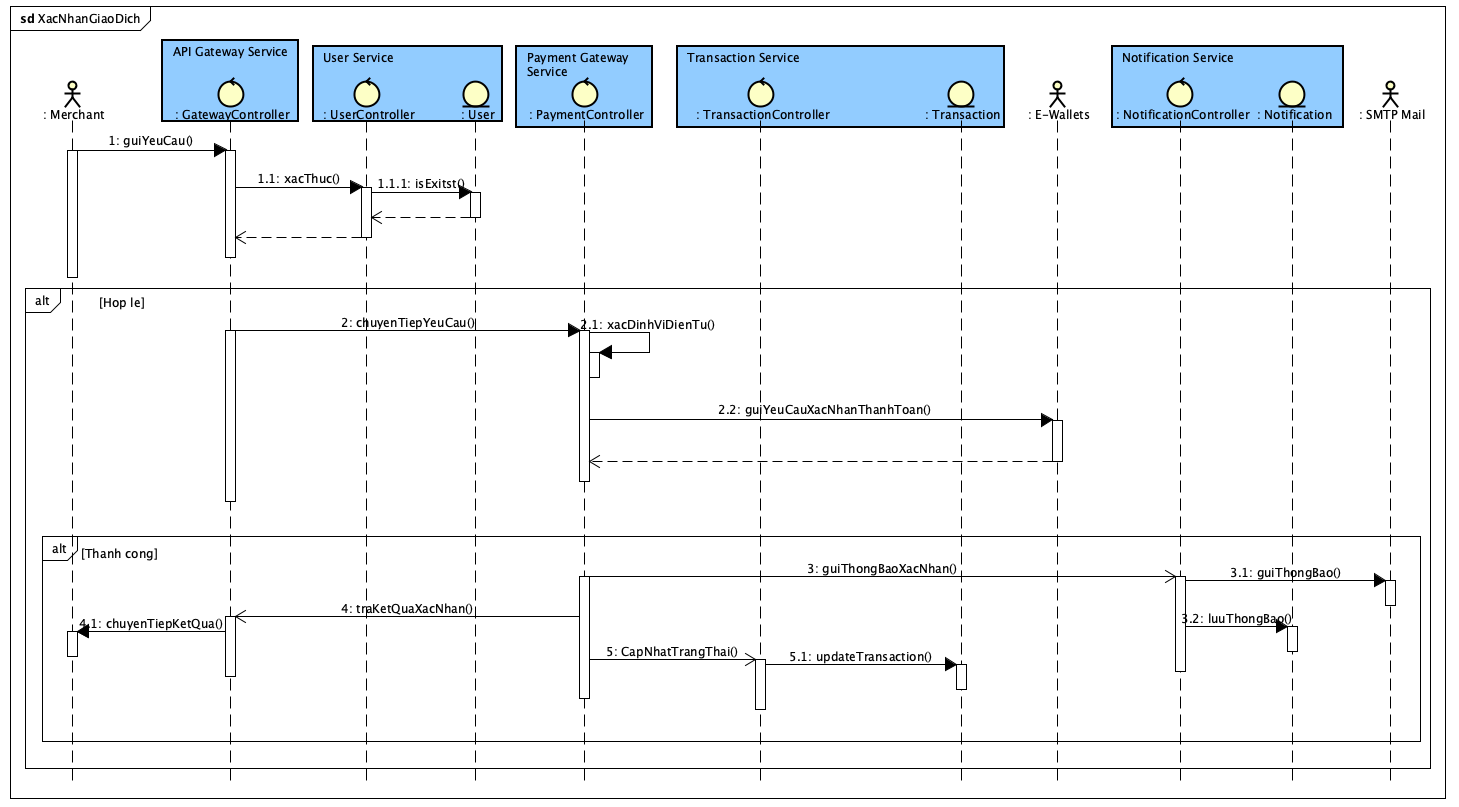 sd XacNhanGiaoDich
API Gateway Service
User Service
Payment Gateway
Service
Transaction Service
Notification Service
: Merchant
: GatewayController
: UserController
: User
: PaymentController
: TransactionController
: Transaction
: E-Wallets
: NotificationController
: Notification
: SMTP Mail
1: guiYeuCau()
1.1: xacThuc()
1.1.1: isExitst()
alt
[Hop le]
2: chuyenTiepYeuCau()
2.1: xacDinhViDienTu()
2.2: guiYeuCauXacNhanThanhToan()
alt
[Thanh cong]
3: guiThongBaoXacNhan()
3.1: guiThongBao()
4: traKetQuaXacNhan()
4.1: chuyenTiepKetQua()
3.2: luuThongBao()
5: CapNhatTrangThai()
5.1: updateTransaction()